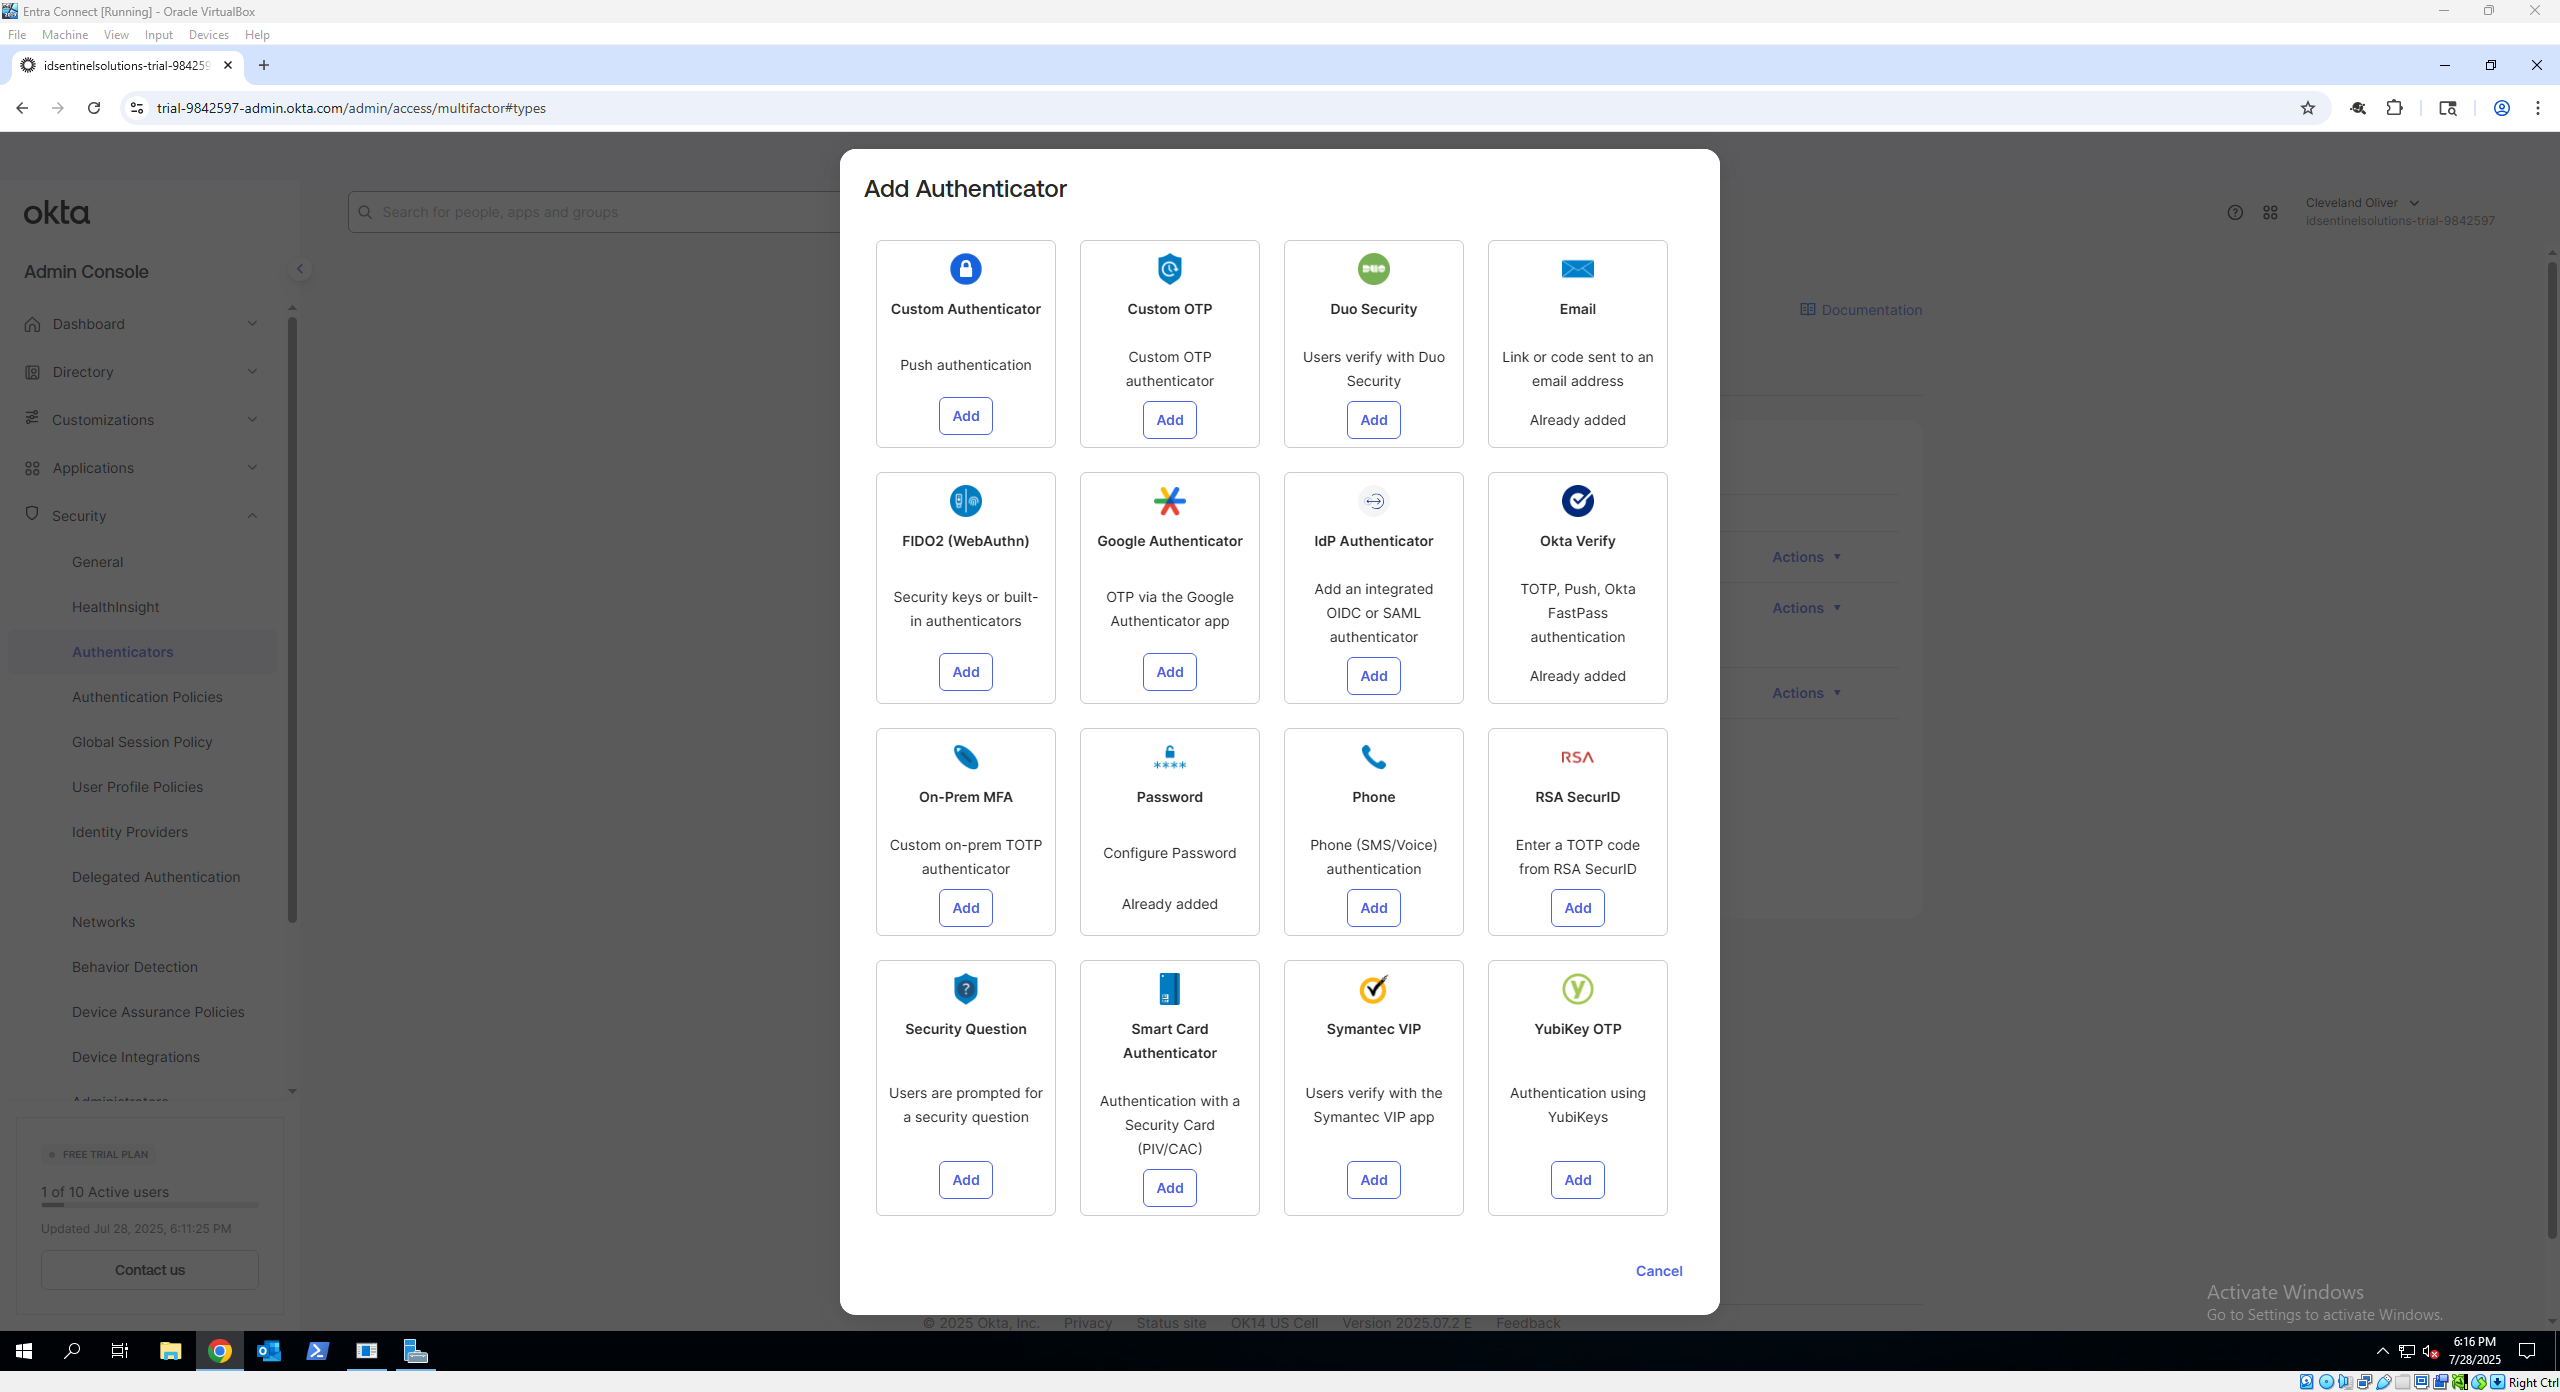 Entra Connect [Running] - Oracle VirtualBox
File Machine View Input Devices Help
idsentinelsolutions-trial-984259
trial-9842597-admin.okta.com/admin/access/multifactor#types
okta
Search for people, apps and groups
Cleveland Oliver
idsentinelsolutions-trial-9842597
Admin Console
Dashboard
Directory
Customizations
Applications
Security
General
HealthInsight
Authenticators
Authentication Policies
Global Session Policy
User Profile Policies
Identity Providers
Delegated Authentication
Networks
Behavior Detection
Device Assurance Policies
Device Integrations
Administrators
FREE TRIAL PLAN
1 of 10 Active users
Updated Jul 28, 2025, 6:11:25 PM
Contact us
Documentation
Actions
Actions
Actions
Add Authenticator
Custom Authenticator
Push authentication
Add
Custom OTP
Custom OTP
authenticator
Add
DUO
Duo Security
Users verify with Duo
Security
Add
Email
Link or code sent to an
email address
Already added
FIDO2 (WebAuthn)
Security keys or built-
in authenticators
Add
Google Authenticator
OTP via the Google
Authenticator app
Add
IdP Authenticator
Add an integrated
OIDC or SAML
authenticator
Add
Okta Verify
TOTP, Push, Okta
FastPass
authentication
Already added
On-Prem MFA
Custom on-prem TOTP
authenticator
Add
****
Password
Configure Password
Already added
Phone
Phone (SMS/Voice)
authentication
Add
RSA
RSA SecurID
Enter a TOTP code
from RSA SecurID
Add
?
Security Question
Users are prompted for
a security question
Add
Smart Card
Authenticator
Authentication with a
Security Card
(PIV/CAC)
Add
Symantec VIP
Users verify with the
Symantec VIP app
Add
y
YubiKey OTP
Authentication using
YubiKeys
Add
Cancel
© 2025 Okta, Inc. Privacy Status site OK14 US Cell Version 2025.07.2 E Feedback
Activate Windows
Go to Settings to activate Windows.
6:16 PM
7/28/2025
Right Ctrl